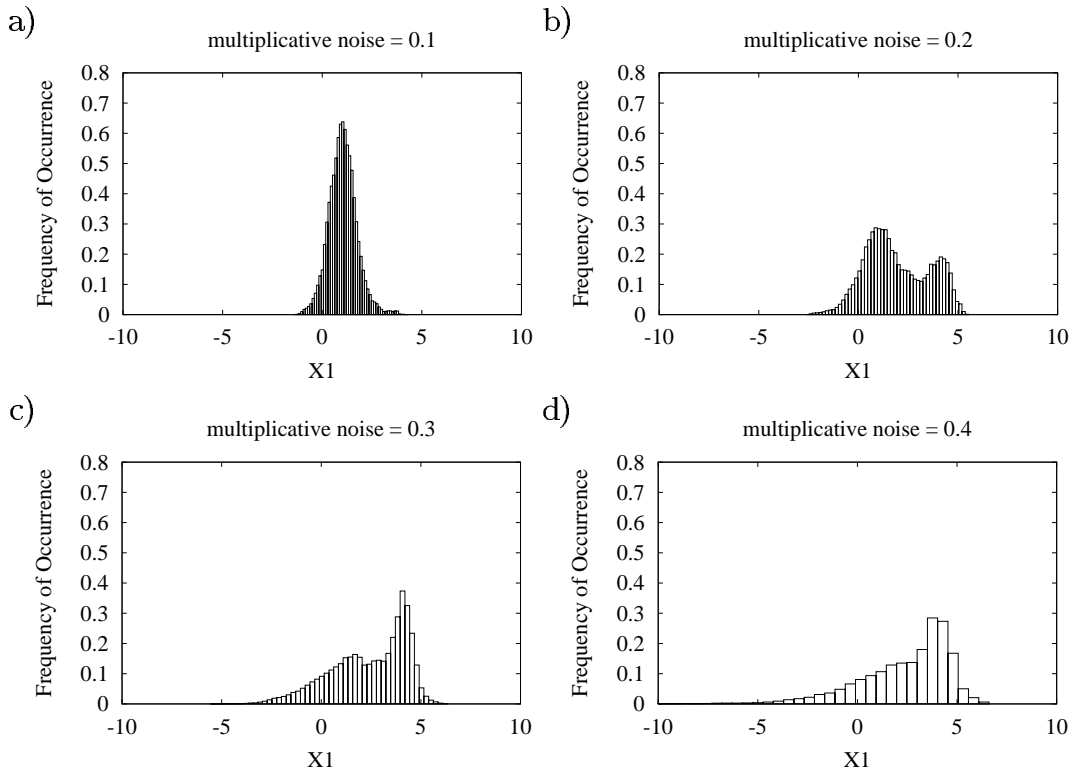 a)
multiplicative noise = 0.1
Frequency of Occurrence
0.8
0.7
0.6
0.5
0.4
0.3
0.2
0.1
0
-10 -5 0 5 10
X1
b)
multiplicative noise = 0.2
Frequency of Occurrence
0.8
0.7
0.6
0.5
0.4
0.3
0.2
0.1
0
-10 -5 0 5 10
X1
c)
multiplicative noise = 0.3
Frequency of Occurrence
0.8
0.7
0.6
0.5
0.4
0.3
0.2
0.1
0
-10 -5 0 5 10
X1
d)
multiplicative noise = 0.4
Frequency of Occurrence
0.8
0.7
0.6
0.5
0.4
0.3
0.2
0.1
0
-10 -5 0 5 10
X1